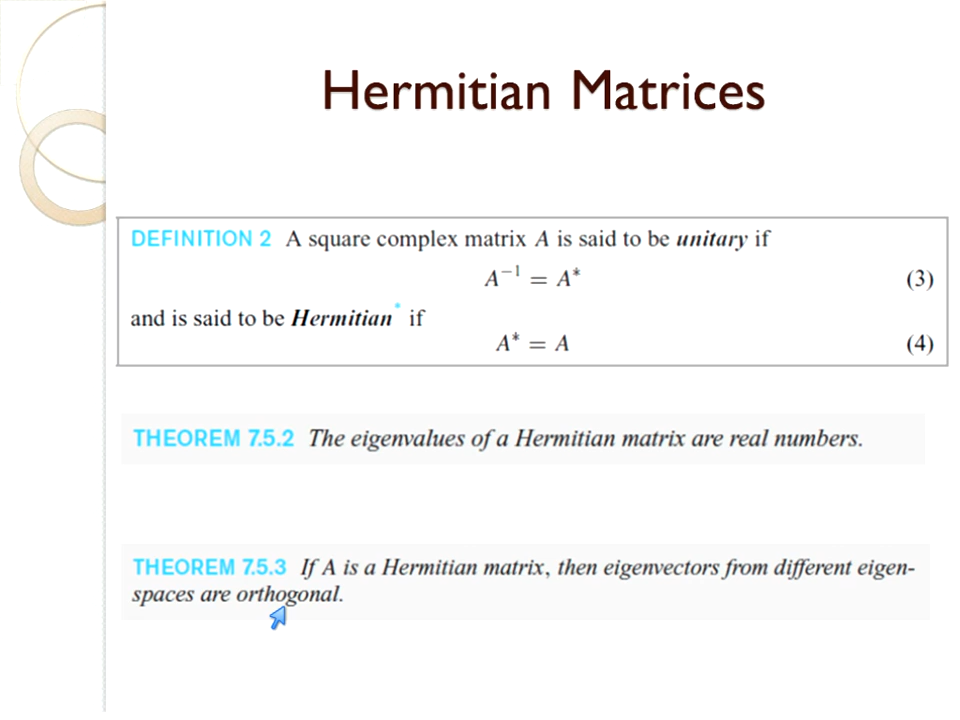 Hermitian Matrices
DEFINITION 2 A square complex matrix A is said to be unitary if
A⁻¹ = A* (3)
and is said to be Hermitian* if
A* = A (4)
THEOREM 7.5.2 The eigenvalues of a Hermitian matrix are real numbers.
THEOREM 7.5.3 If A is a Hermitian matrix, then eigenvectors from different eigen-
spaces are orthogonal.